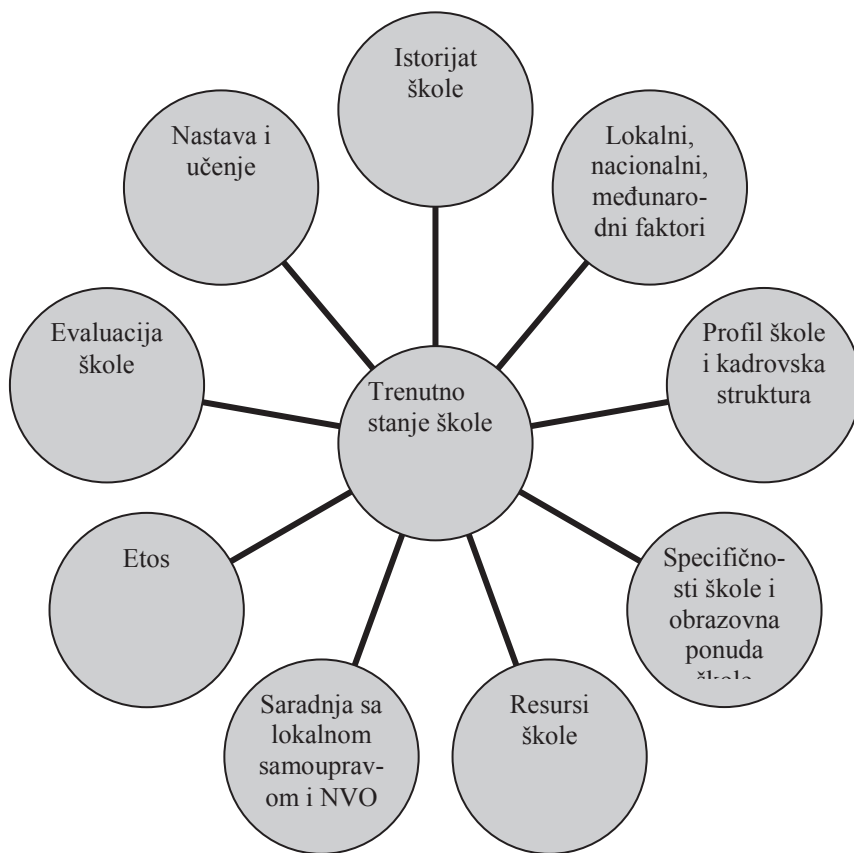 Istorijat
škole
Lokalni,
nacionalni,
međunaro-
dni faktori
Profil škole
i kadrovska
struktura
Specifično-
sti škole i
obrazovna
ponuda
Resursi
škole
Saradnja sa
lokalnom
samouprav-
om i NVO
Etos
Evaluacija
škole
Nastava i
učenje
Trenutno
stanje škole